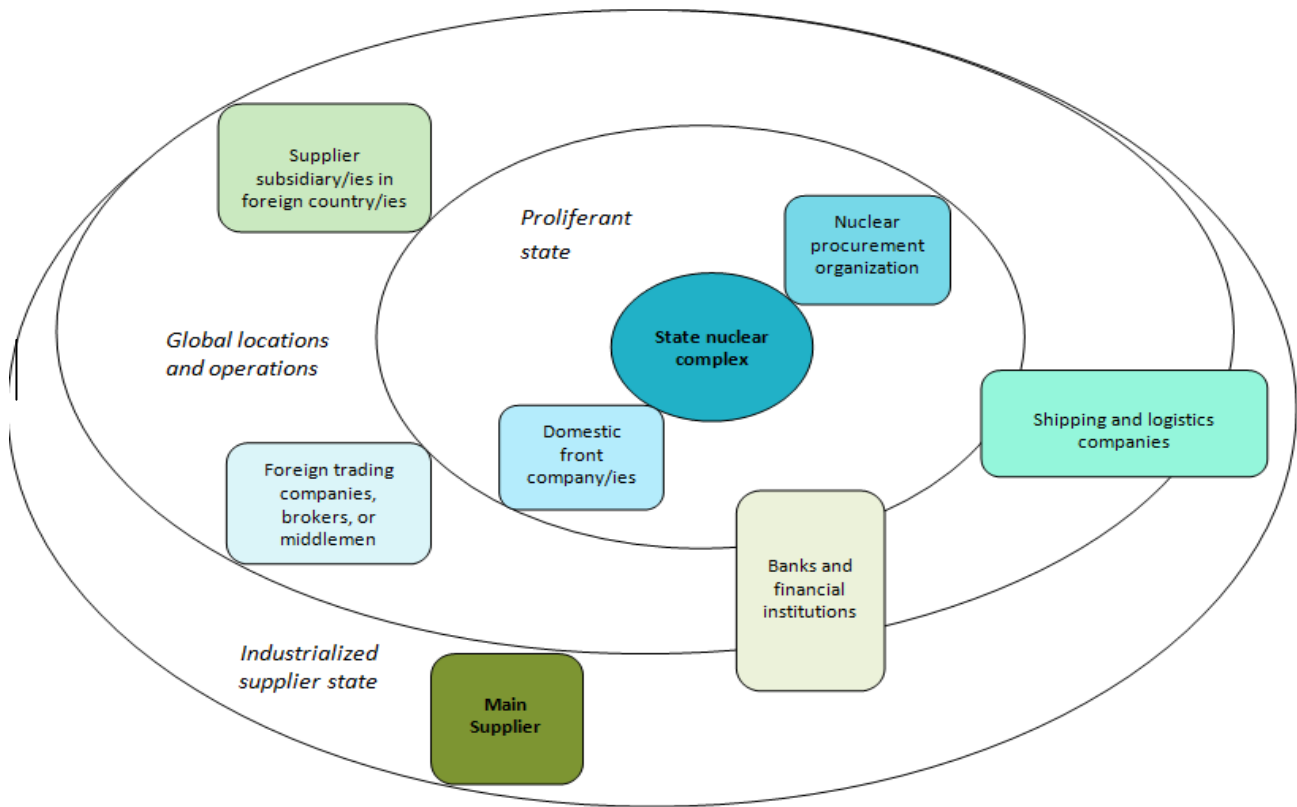 Supplier
subsidiary/ies in
foreign country/ies
Proliferant
state
Nuclear
procurement
organization
State nuclear
complex
Global locations
and operations
Shipping and logistics
companies
Domestic
front
company/ies
Foreign trading
companies,
brokers, or
middlemen
Banks and
financial
institutions
Industrialized
supplier state
Main
Supplier